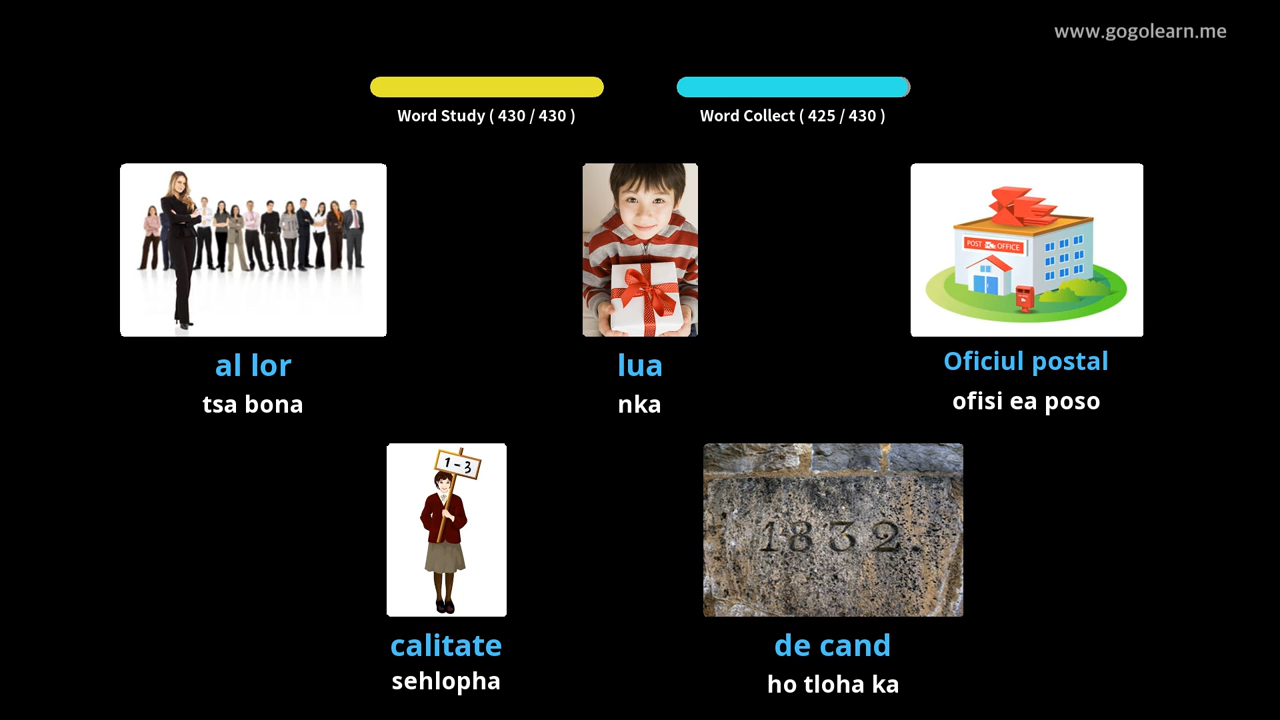 www.gogolearn.me
Word Study ( 430 / 430 )
Word Collect ( 425 / 430 )
POST OFFICE
al lor
tsa bona
lua
nka
Oficiul postal
ofisi ea poso
1 - 3
1832.
calitate
sehlopha
de cand
ho tloha ka